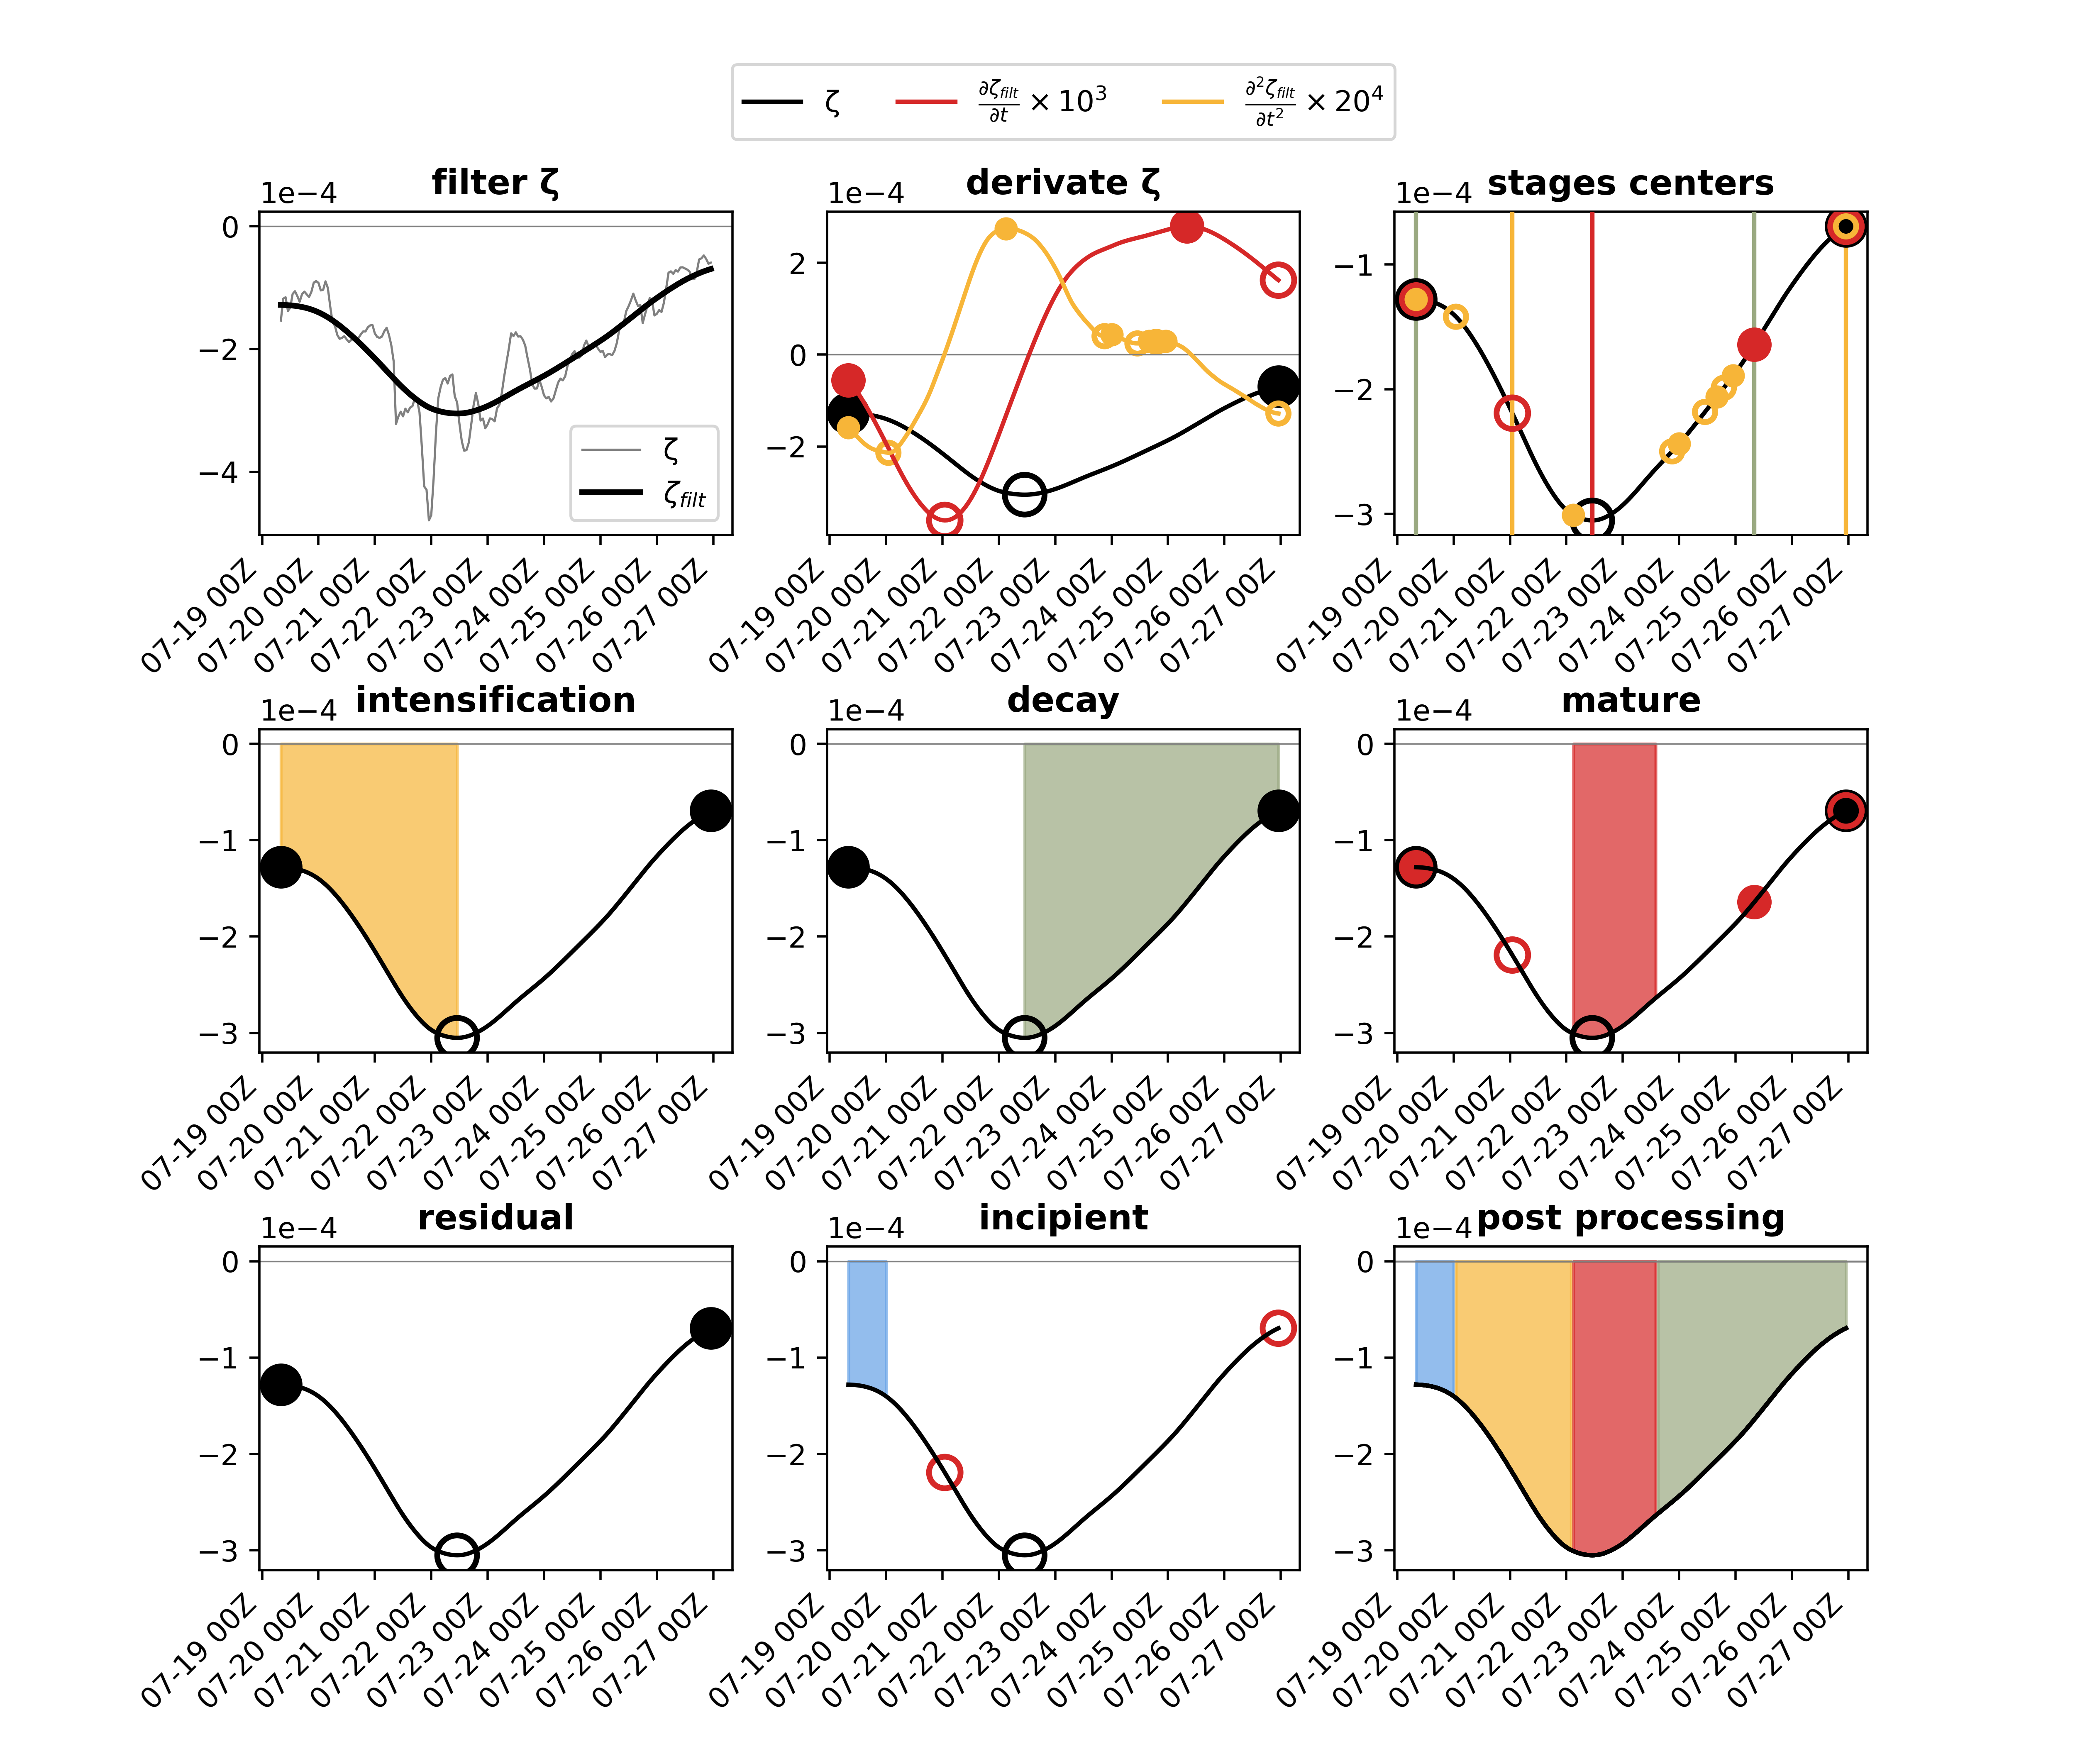 ζ ∂ζ_filt/∂t × 10³ ∂²ζ_filt/∂t² × 20⁴
filter ζ
1e−4
0
−2
−4
ζ
ζ_filt
07-19 00Z
07-20 00Z
07-21 00Z
07-22 00Z
07-23 00Z
07-24 00Z
07-25 00Z
07-26 00Z
07-27 00Z
derivate ζ
1e−4
2
0
−2
07-19 00Z
07-20 00Z
07-21 00Z
07-22 00Z
07-23 00Z
07-24 00Z
07-25 00Z
07-26 00Z
07-27 00Z
stages centers
1e−4
−1
−2
−3
07-19 00Z
07-20 00Z
07-21 00Z
07-22 00Z
07-23 00Z
07-24 00Z
07-25 00Z
07-26 00Z
07-27 00Z
intensification
1e−4
0
−1
−2
−3
07-19 00Z
07-20 00Z
07-21 00Z
07-22 00Z
07-23 00Z
07-24 00Z
07-25 00Z
07-26 00Z
07-27 00Z
decay
1e−4
0
−1
−2
−3
07-19 00Z
07-20 00Z
07-21 00Z
07-22 00Z
07-23 00Z
07-24 00Z
07-25 00Z
07-26 00Z
07-27 00Z
mature
1e−4
0
−1
−2
−3
07-19 00Z
07-20 00Z
07-21 00Z
07-22 00Z
07-23 00Z
07-24 00Z
07-25 00Z
07-26 00Z
07-27 00Z
residual
1e−4
0
−1
−2
−3
07-19 00Z
07-20 00Z
07-21 00Z
07-22 00Z
07-23 00Z
07-24 00Z
07-25 00Z
07-26 00Z
07-27 00Z
incipient
1e−4
0
−1
−2
−3
07-19 00Z
07-20 00Z
07-21 00Z
07-22 00Z
07-23 00Z
07-24 00Z
07-25 00Z
07-26 00Z
07-27 00Z
post processing
1e−4
0
−1
−2
−3
07-19 00Z
07-20 00Z
07-21 00Z
07-22 00Z
07-23 00Z
07-24 00Z
07-25 00Z
07-26 00Z
07-27 00Z